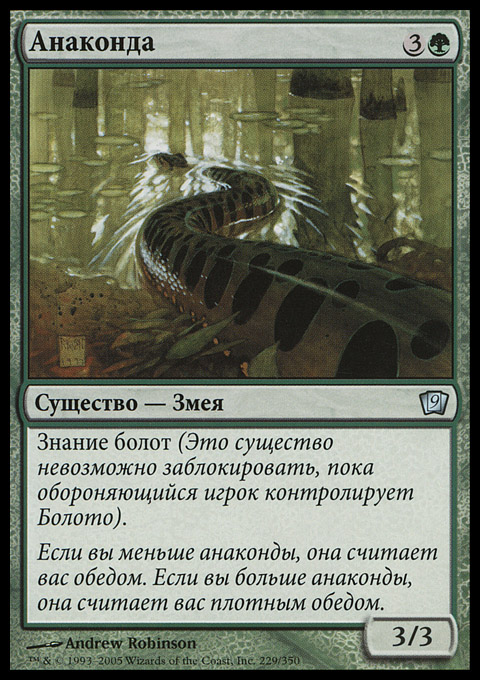 Анаконда 3
Существо — Змея 9
Знание болот (Это существо
невозможно заблокировать, пока
обороняющийся игрок контролирует
Болото).
Если вы меньше анаконды, она считает
вас обедом. Если вы больше анаконды,
она считает вас плотным обедом.
3/3
Andrew Robinson
™ & © 1993–2005 Wizards of the Coast, Inc. 229/350